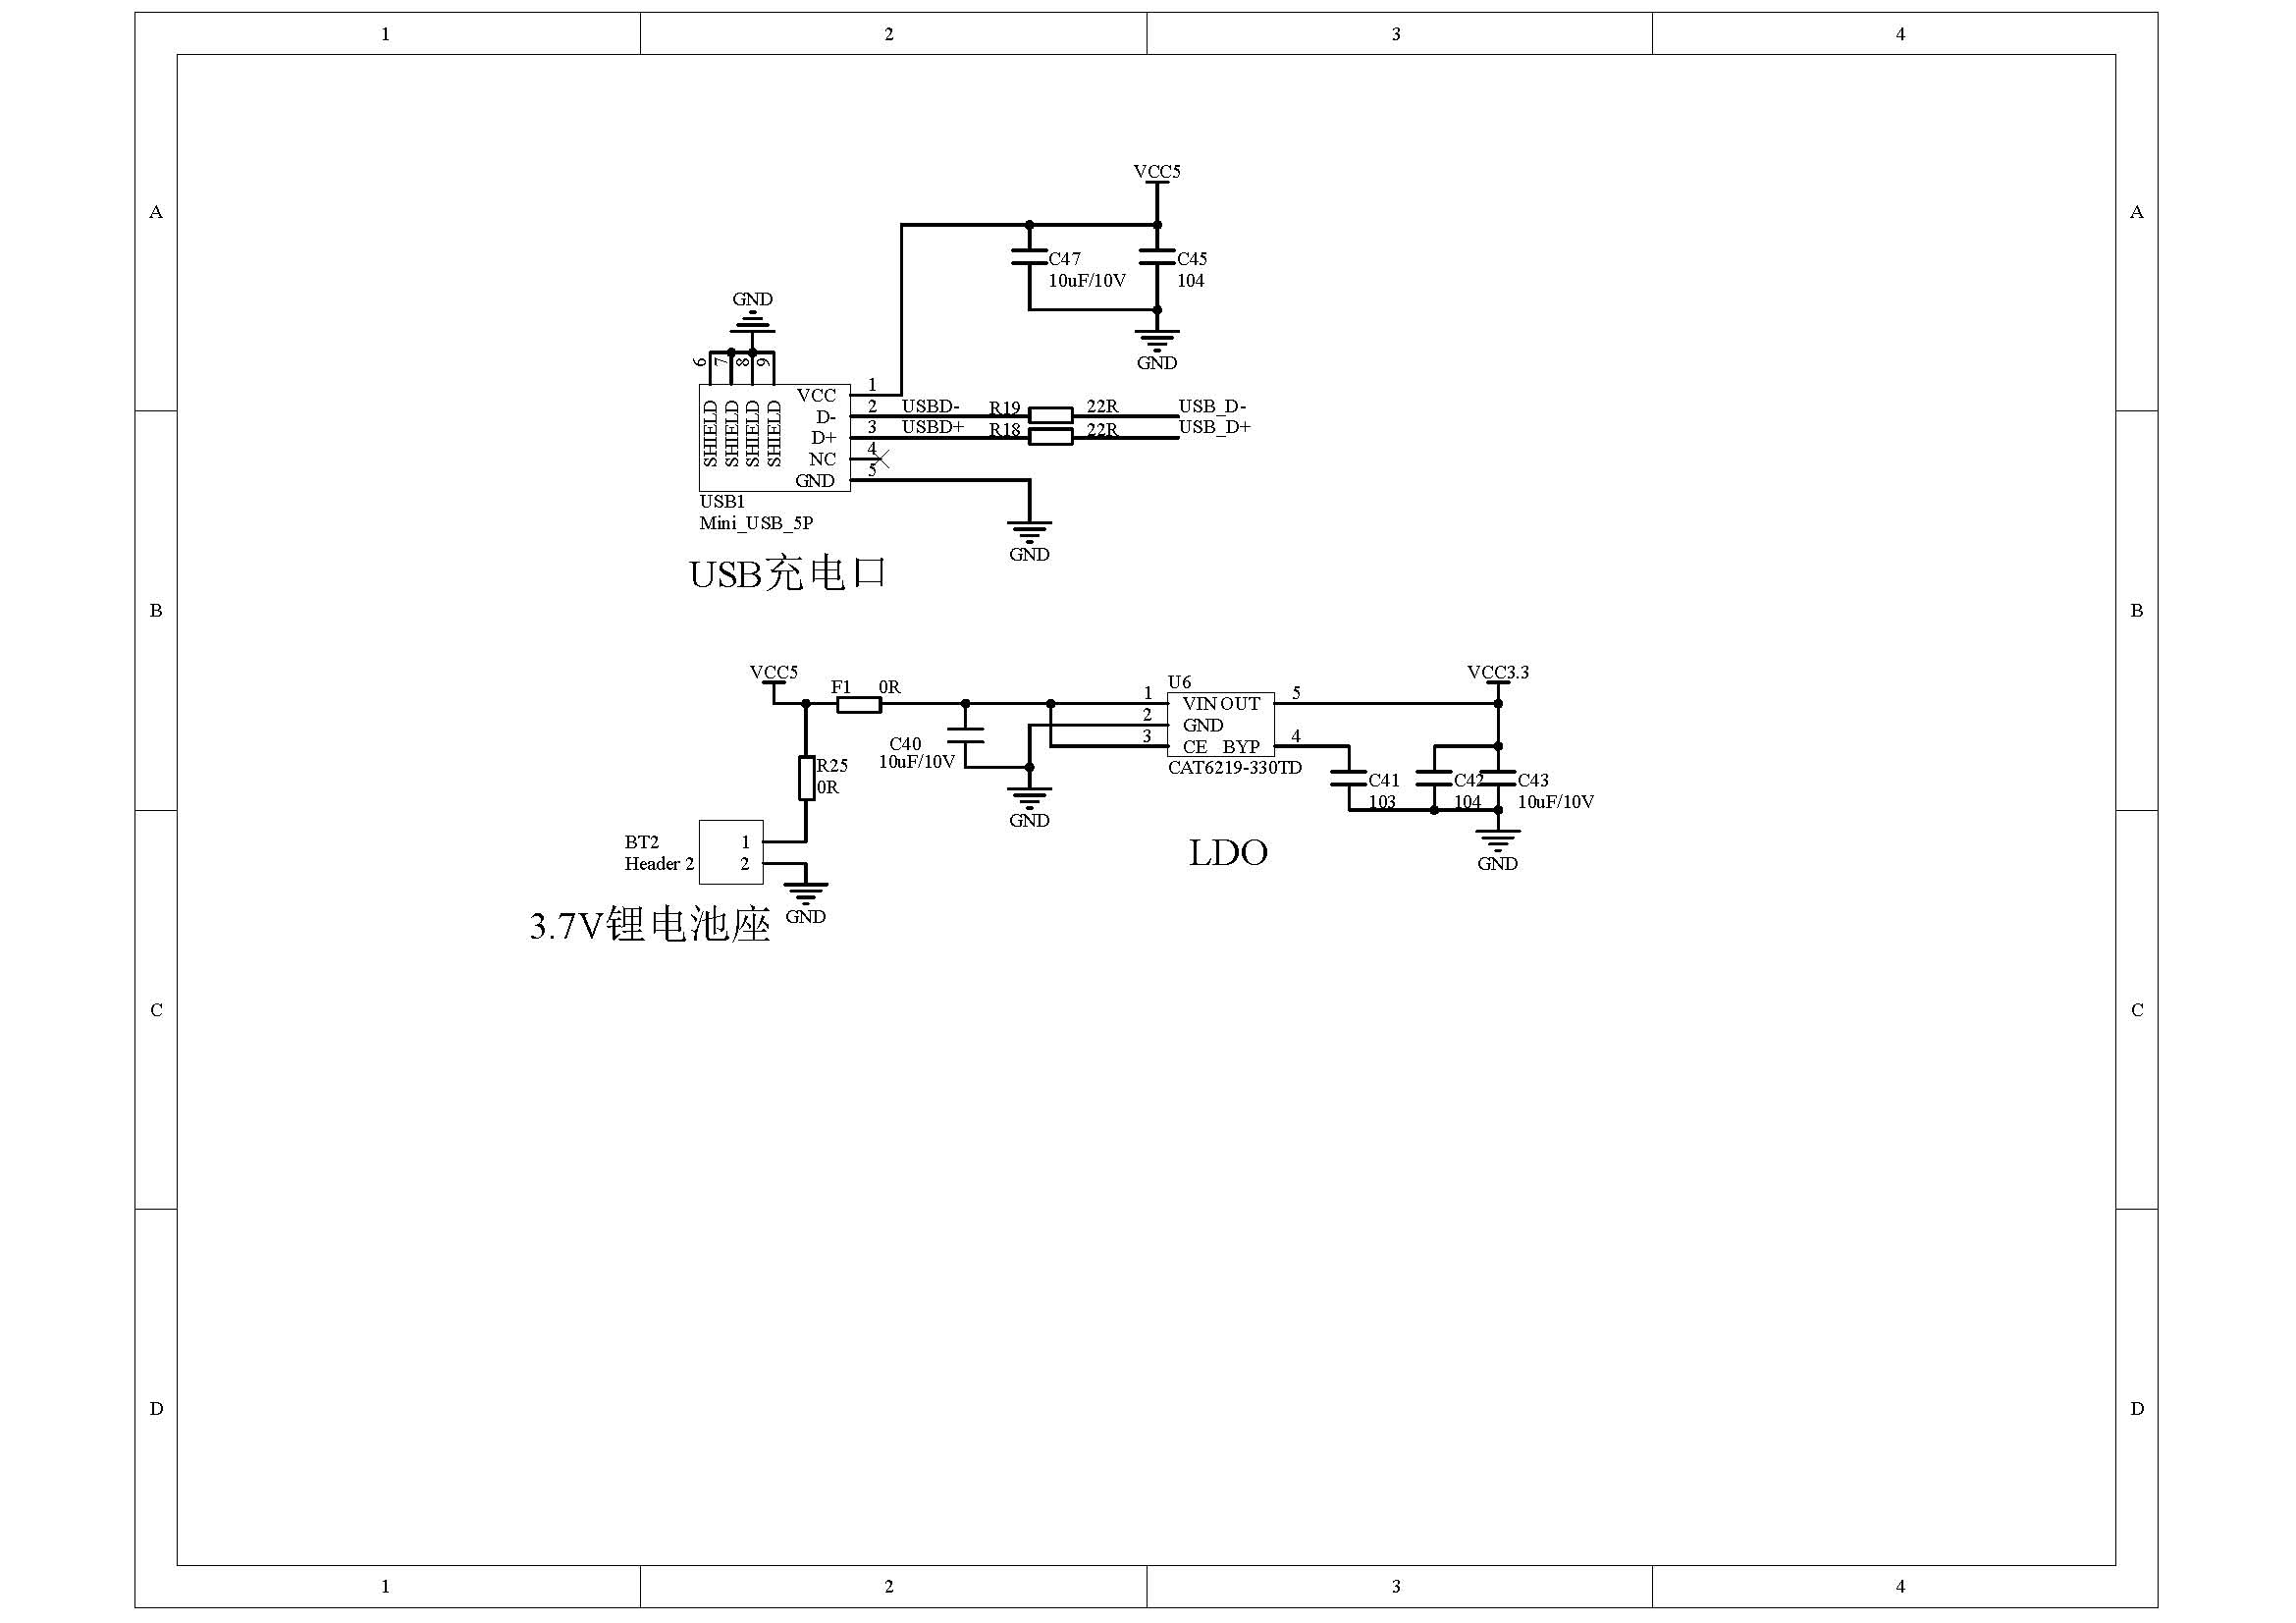 1 2 3 4
A A
VCC5
C47 C45
10uF/10V 104
GND
GND
6 7 8 9
SHIELD SHIELD SHIELD SHIELD
VCC 1
D- 2 USBD- R19 22R USB_D-
D+ 3 USBD+ R18 22R USB_D+
NC 4
GND 5
USB1
Mini_USB_5P
GND
USB充电口
B B
VCC5 F1 0R U6 VCC3.3
1 VIN OUT 5
2 GND
3 CE BYP 4
C40
10uF/10V
CAT6219-330TD
R25
0R
C41 C42 C43
103 104 10uF/10V
GND
BT2 1
Header 2 2
LDO
GND
GND
3.7V锂电池座
C C
D D
1 2 3 4